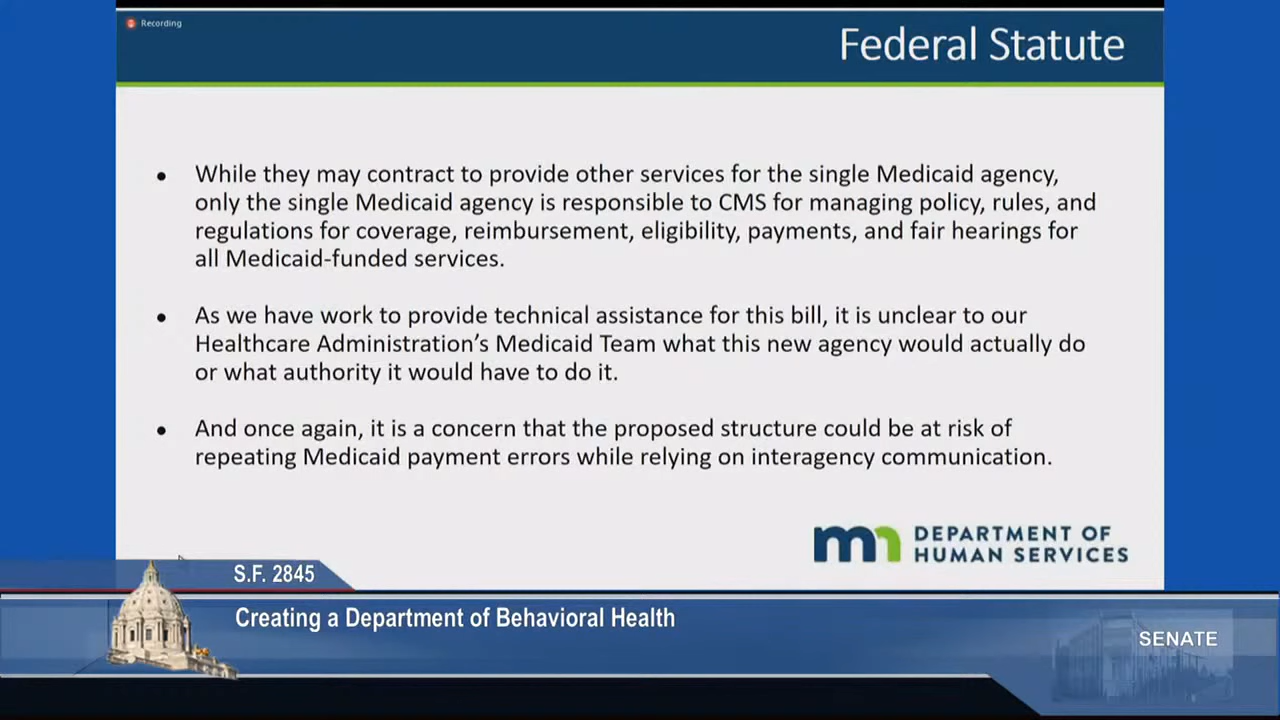 Recording
Federal Statute
• While they may contract to provide other services for the single Medicaid agency,
only the single Medicaid agency is responsible to CMS for managing policy, rules, and
regulations for coverage, reimbursement, eligibility, payments, and fair hearings for
all Medicaid-funded services.
• As we have work to provide technical assistance for this bill, it is unclear to our
Healthcare Administration’s Medicaid Team what this new agency would actually do
or what authority it would have to do it.
• And once again, it is a concern that the proposed structure could be at risk of
repeating Medicaid payment errors while relying on interagency communication.
mn DEPARTMENT OF
HUMAN SERVICES
S.F. 2845
Creating a Department of Behavioral Health
SENATE